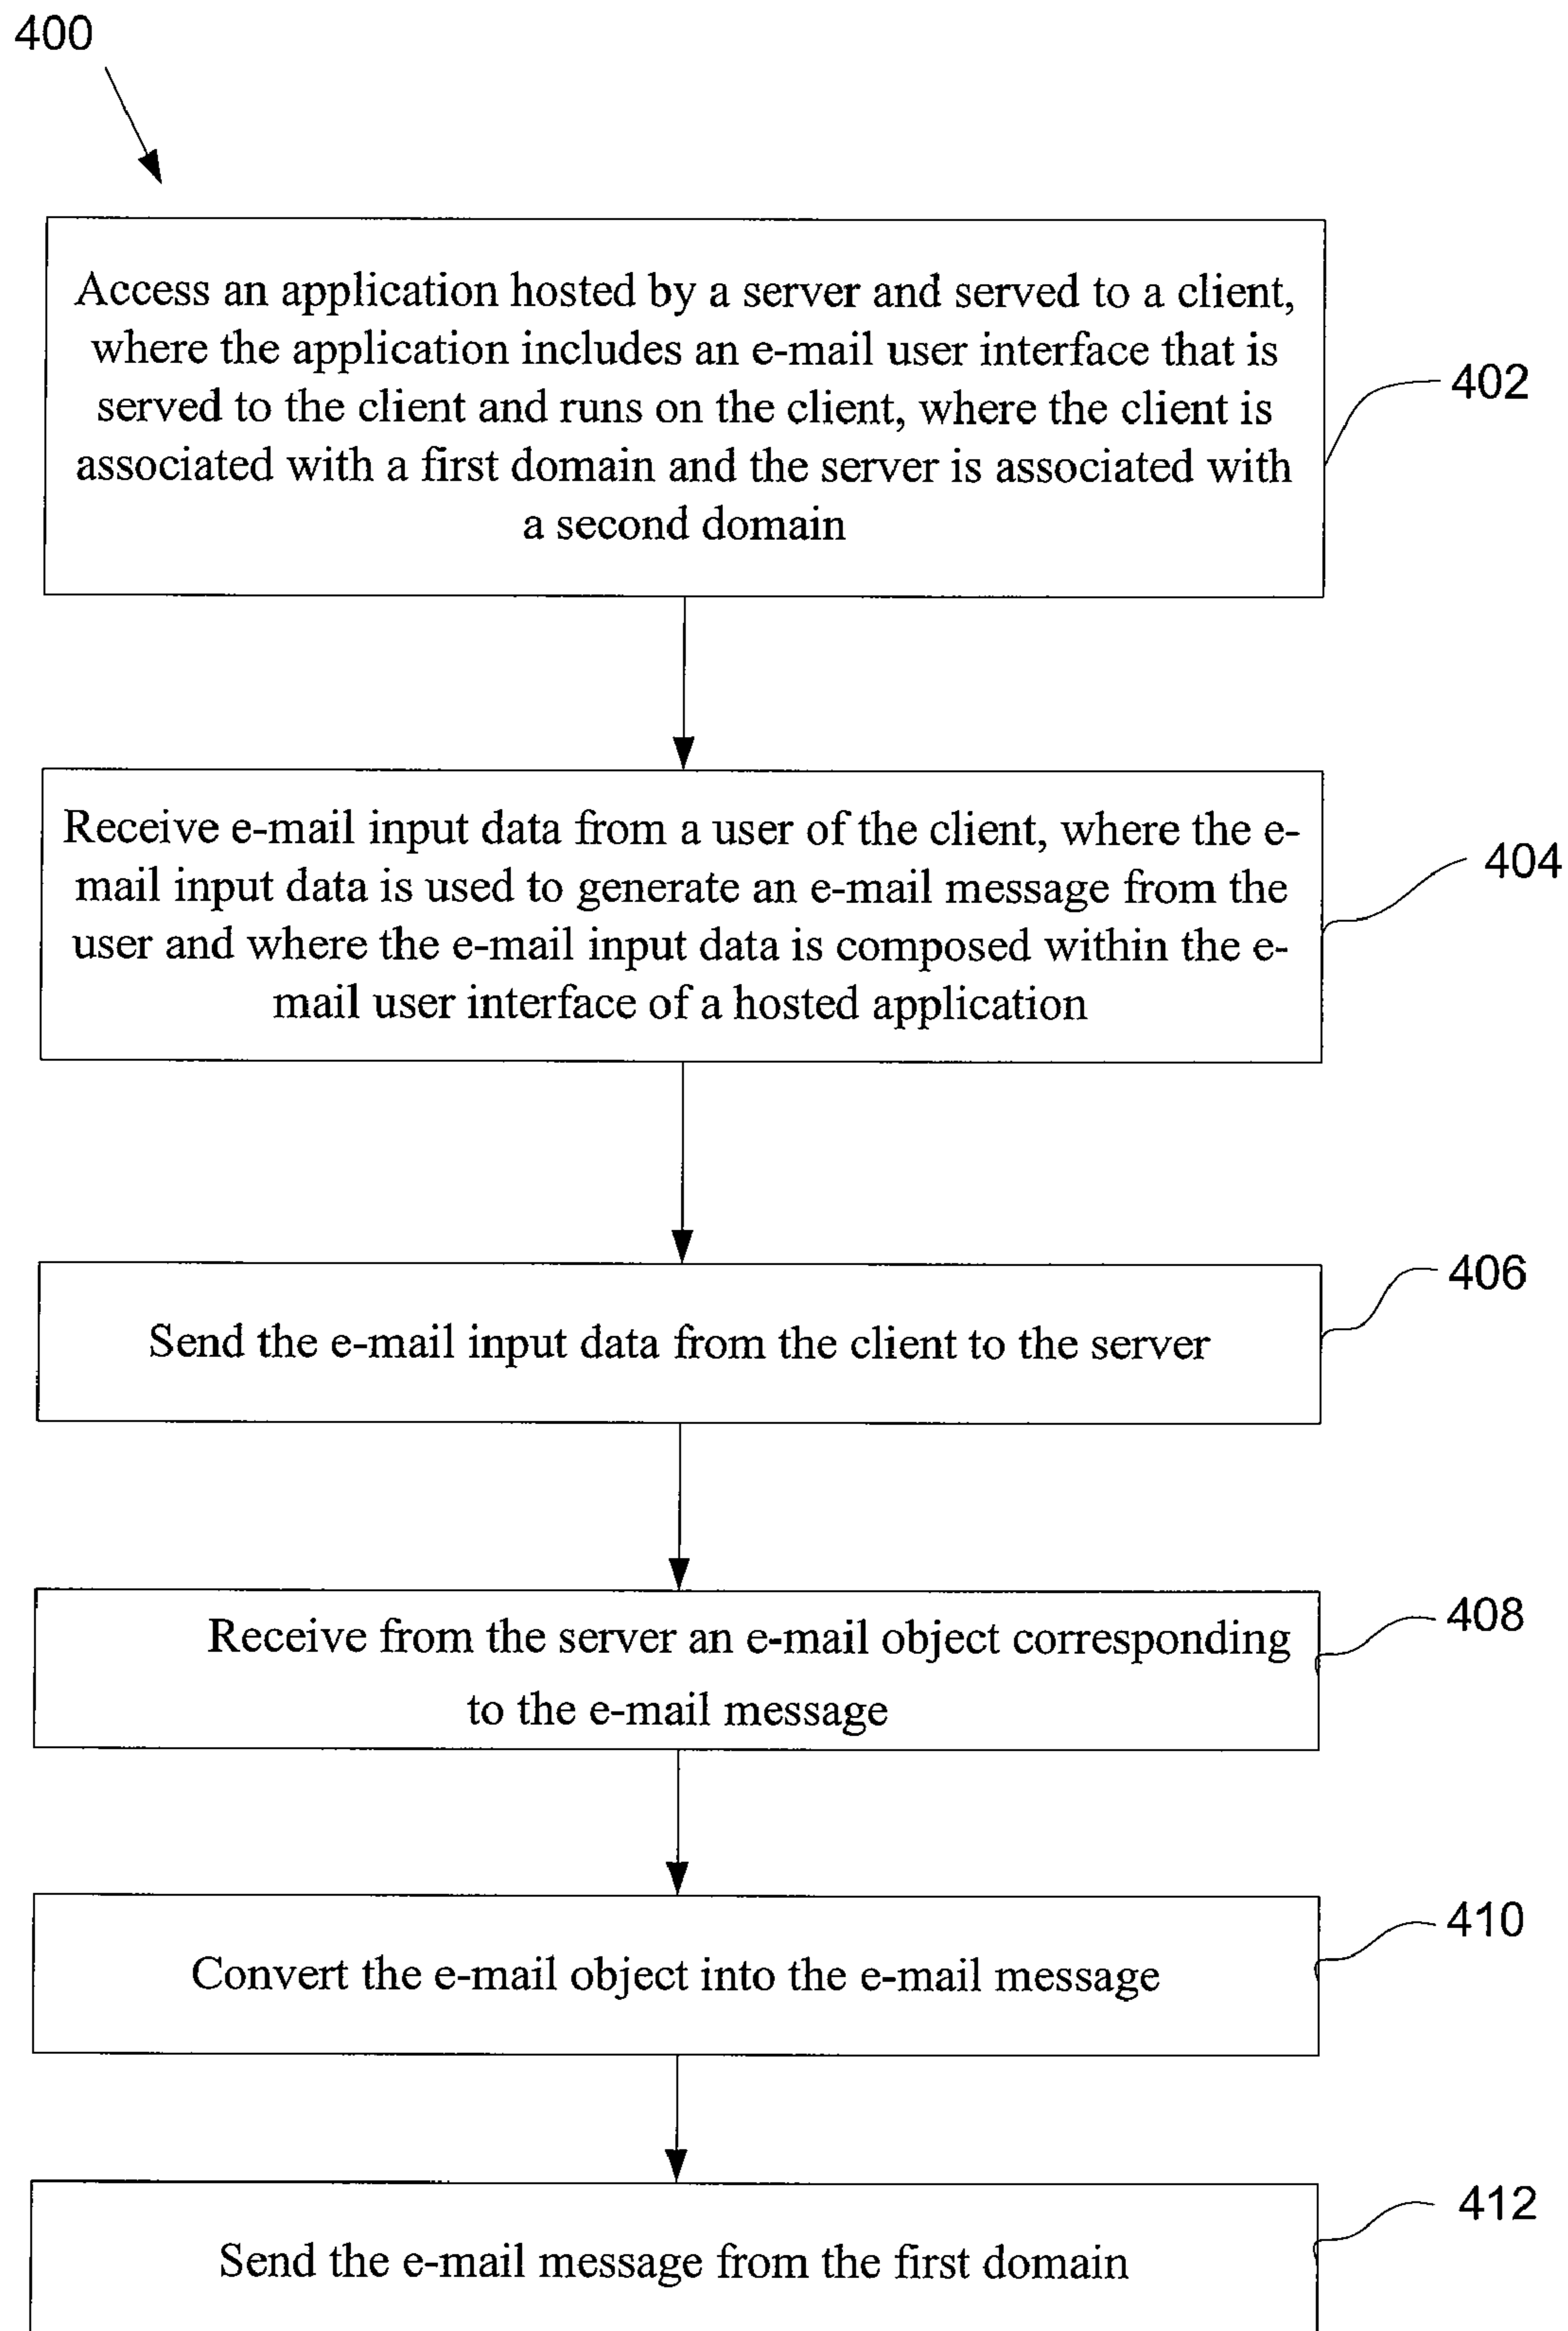 400
Access an application hosted by a server and served to a client,
where the application includes an e-mail user interface that is
served to the client and runs on the client, where the client is
associated with a first domain and the server is associated with
a second domain
402
Receive e-mail input data from a user of the client, where the e-
mail input data is used to generate an e-mail message from the
user and where the e-mail input data is composed within the e-
mail user interface of a hosted application
404
Send the e-mail input data from the client to the server
406
Receive from the server an e-mail object corresponding
to the e-mail message
408
Convert the e-mail object into the e-mail message
410
Send the e-mail message from the first domain
412